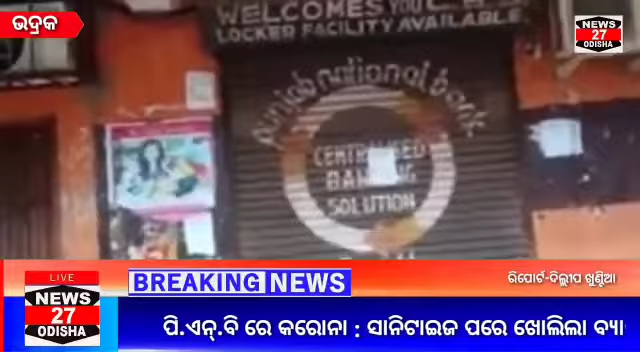 ଭଦ୍ରକ
WELCOMES YOU
LOCKER FACILITY AVAILABLE
NEWS
27
ODISHA
punjab national bank
CENTRALISED
BANKING
SOLUTION
BREAKING NEWS
ରିପୋର୍ଟ-ଦିଲ୍ଲୀପ ଖୁଣ୍ଟିଆ
LIVE
NEWS
27
ODISHA
ପି.ଏନ୍.ବି ରେ କରୋନା : ସାନିଟାଇଜ ପରେ ଖୋଲିଲା ବ୍ୟା